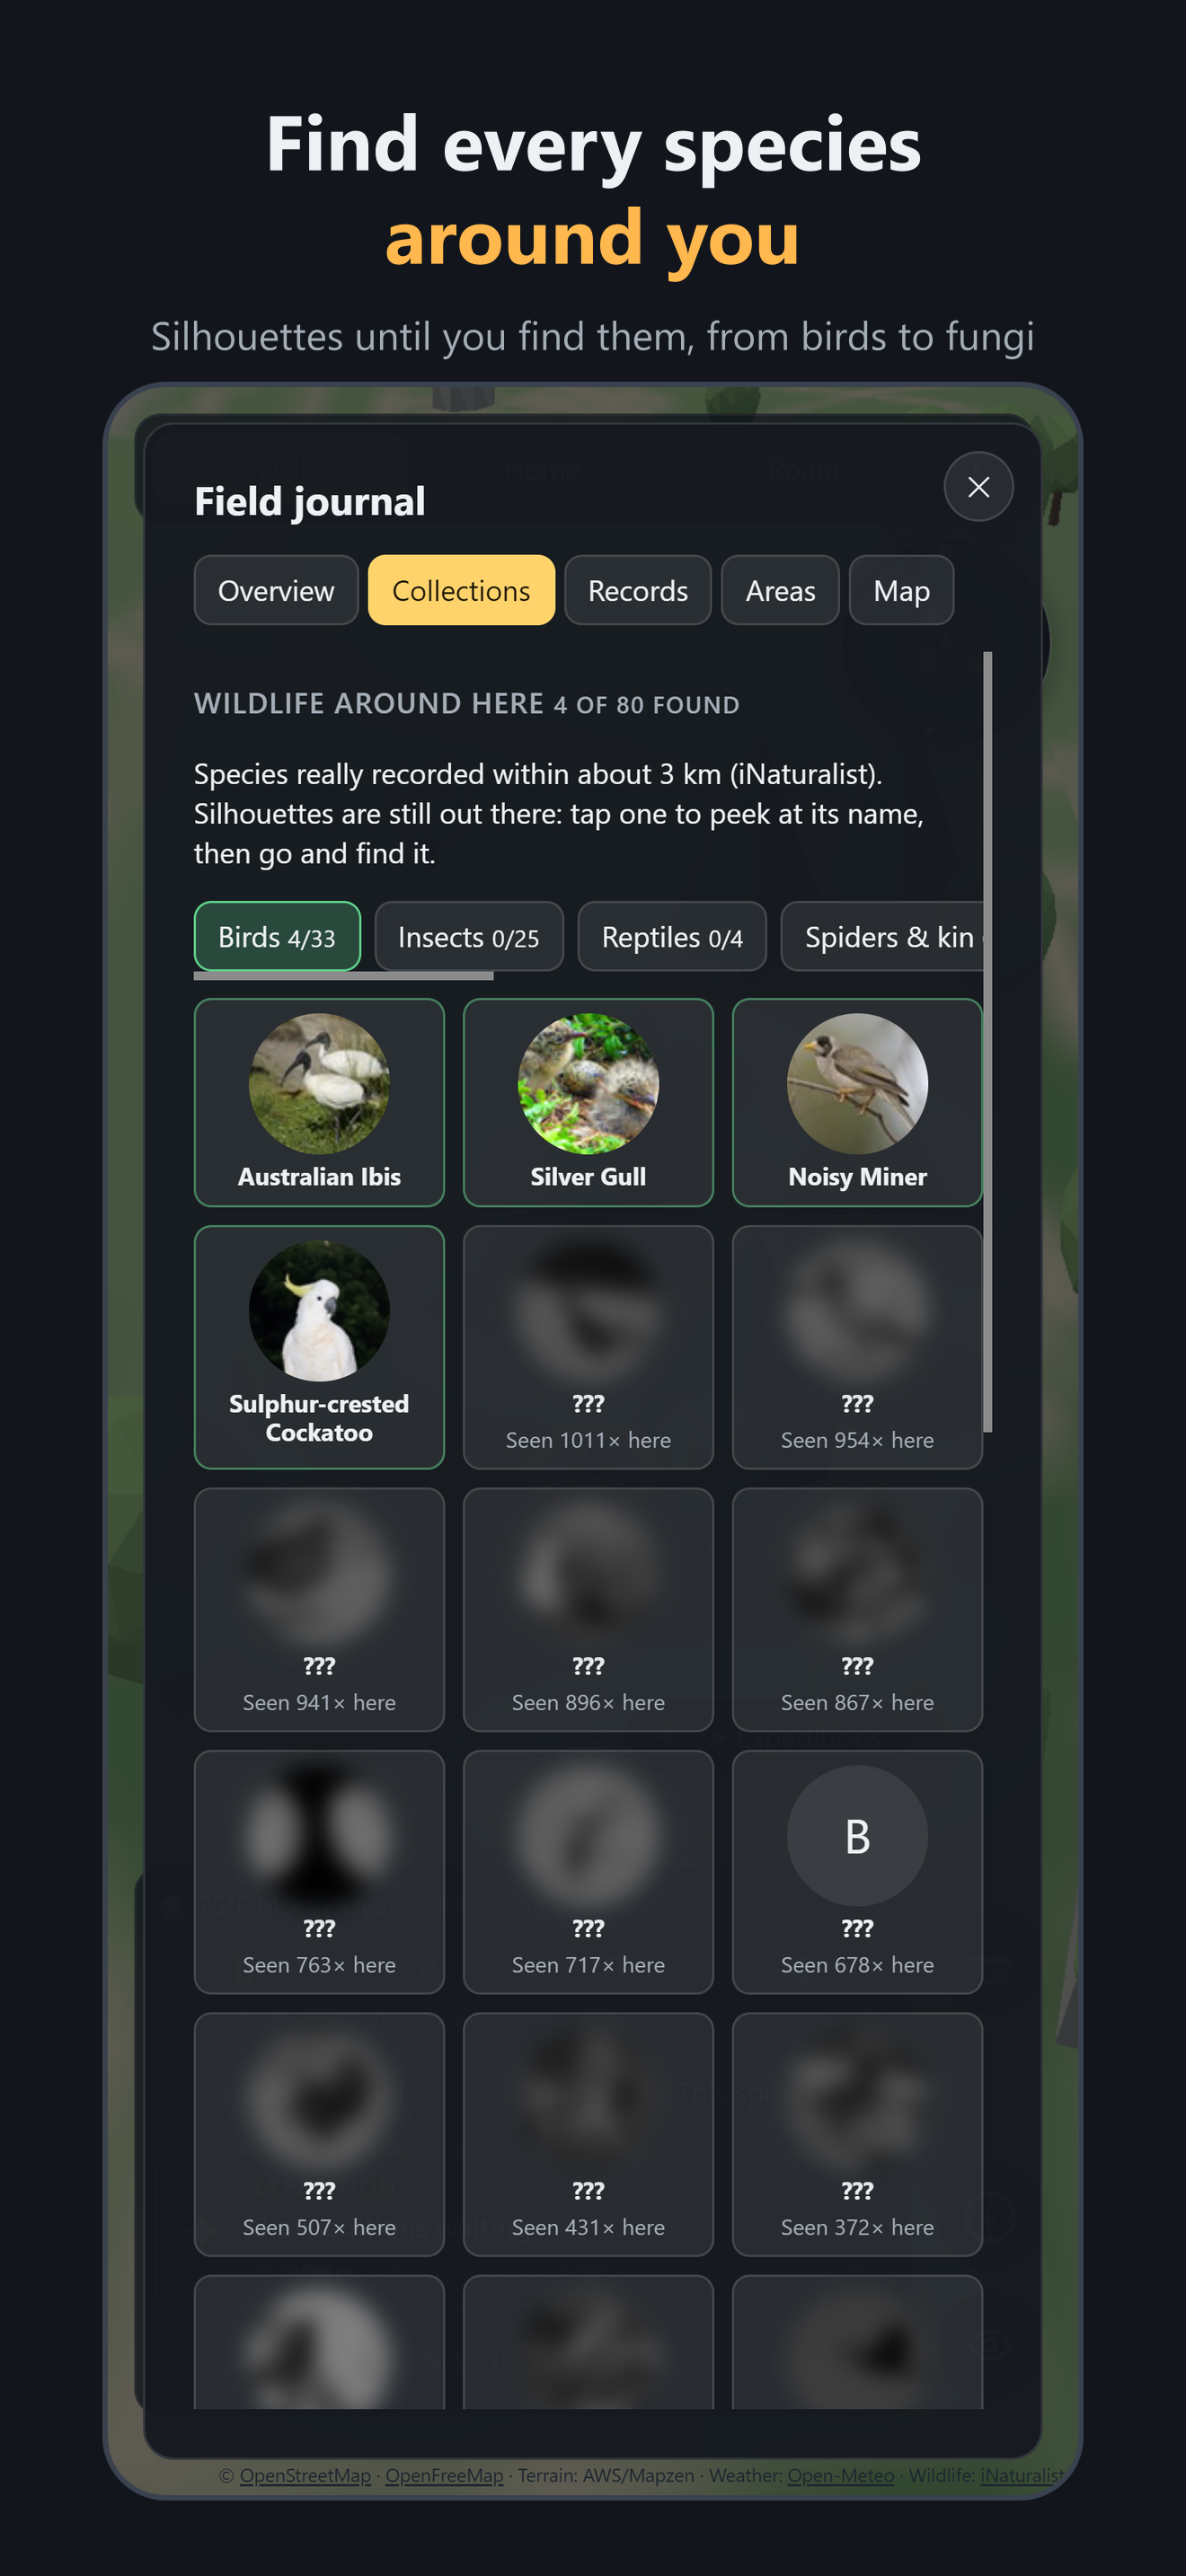 Find every species
around you
Silhouettes until you find them, from birds to fungi
Home
Roam
Field journal
Overview
Collections
Records
Areas
Map
WILDLIFE AROUND HERE 4 OF 80 FOUND
Species really recorded within about 3 km (iNaturalist).
Silhouettes are still out there: tap one to peek at its name,
then go and find it.
Birds 4/33
Insects 0/25
Reptiles 0/4
Spiders & kin
Australian Ibis
Silver Gull
Noisy Miner
Sulphur-crested
Cockatoo
???
Seen 1011× here
???
Seen 954× here
???
Seen 941× here
???
Seen 896× here
???
Seen 867× here
expeditions
???
Seen 763× here
???
Seen 717× here
B
???
Seen 678× here
???
Seen 507× here
???
Seen 431× here
???
Seen 372× here
© OpenStreetMap · OpenFreeMap · Terrain: AWS/Mapzen · Weather: Open-Meteo · Wildlife: iNaturalist